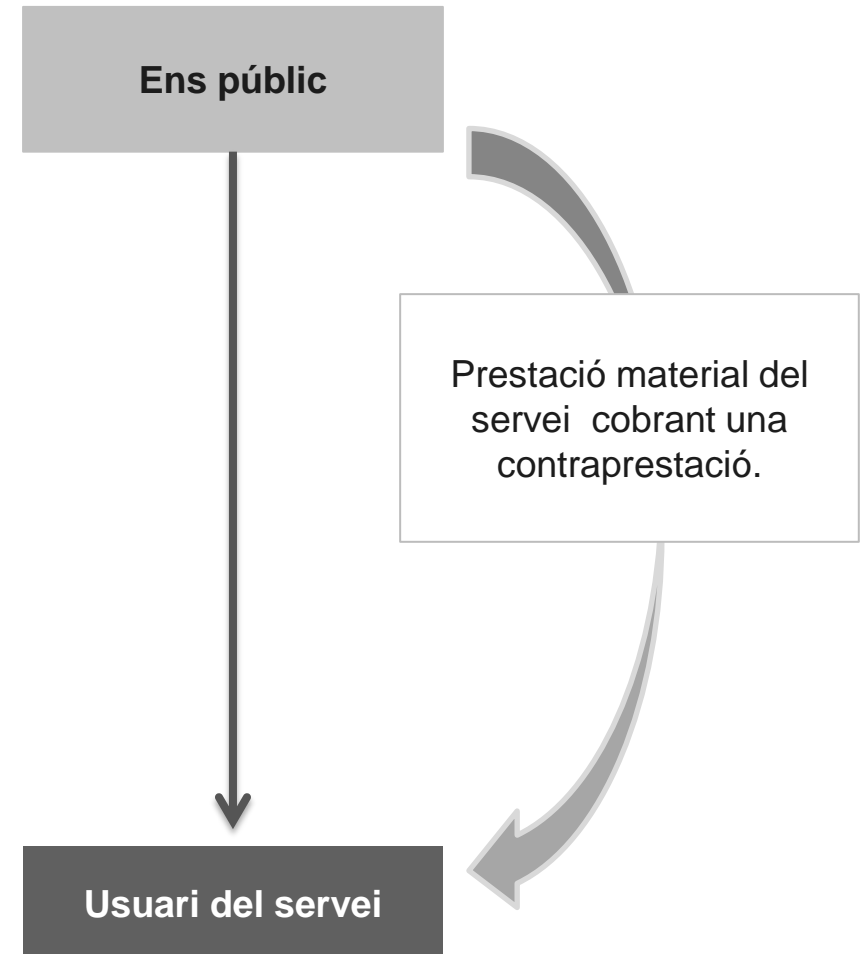 Ens públic
Prestació material del
servei  cobrant una
contraprestació.
Usuari del servei